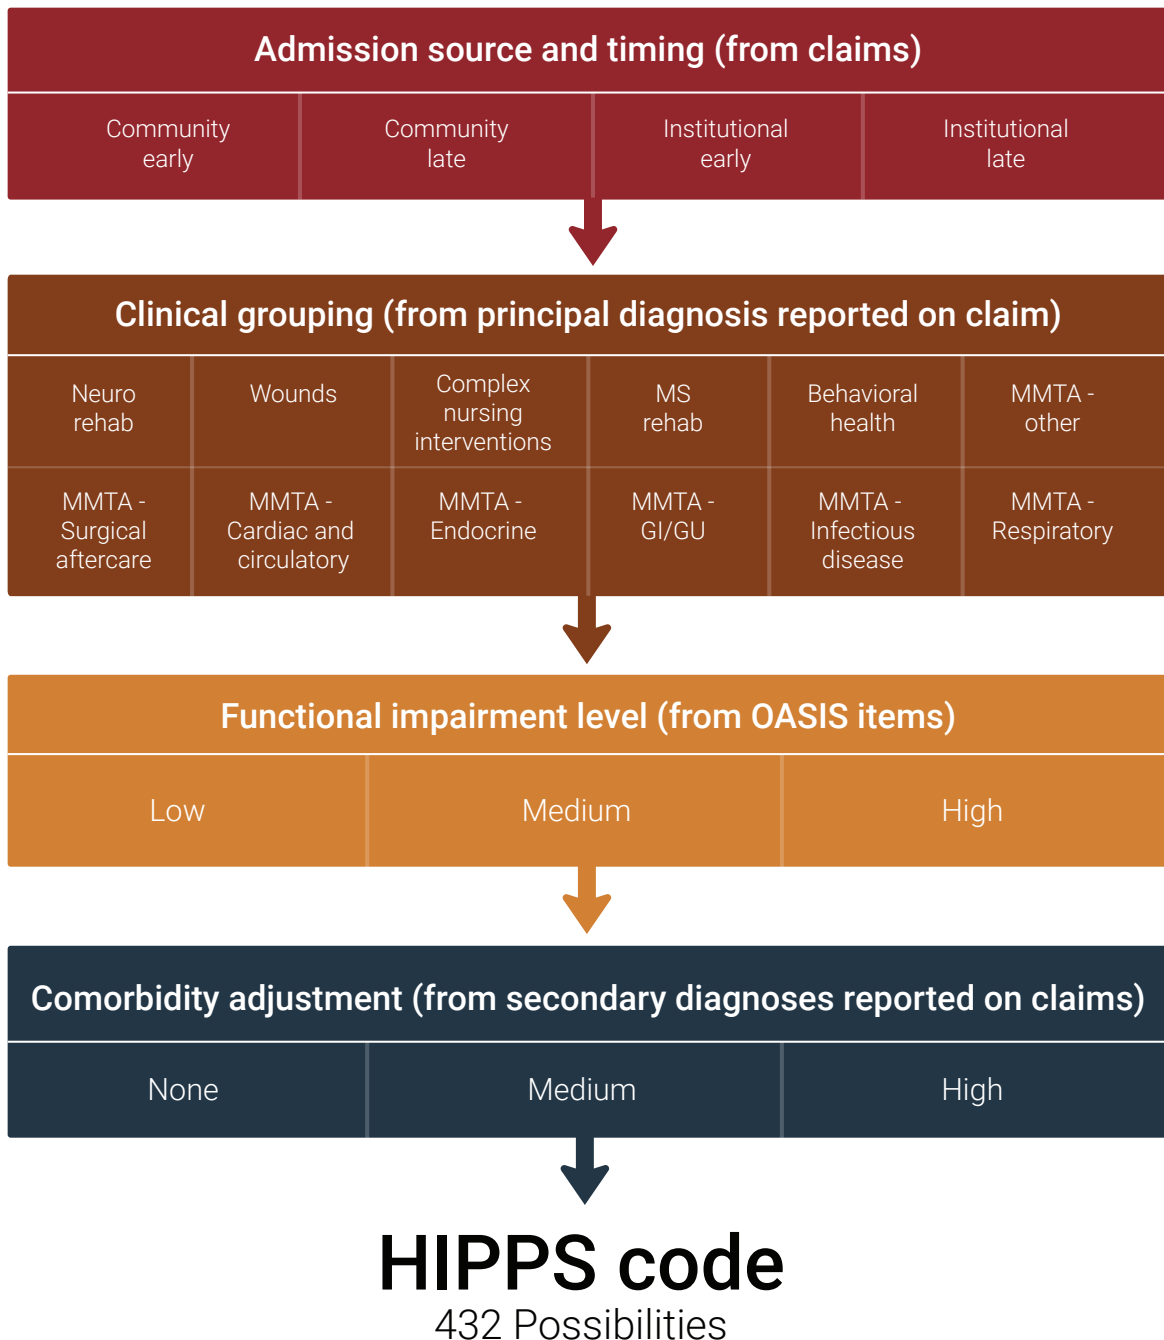 Admission source and timing (from claims)
Community
early
Community
late
Institutional
early
Institutional
late
Clinical grouping (from principal diagnosis reported on claim)
Neuro
rehab
Wounds
Complex
nursing
interventions
MS
rehab
Behavioral
health
MMTA -
other
MMTA -
Surgical
aftercare
MMTA -
Cardiac and
circulatory
MMTA -
Endocrine
MMTA -
GI/GU
MMTA -
Infectious
disease
MMTA -
Respiratory
Functional impairment level (from OASIS items)
Low
Medium
High
Comorbidity adjustment (from secondary diagnoses reported on claims)
None
Medium
High
HIPPS code
432 Possibilities